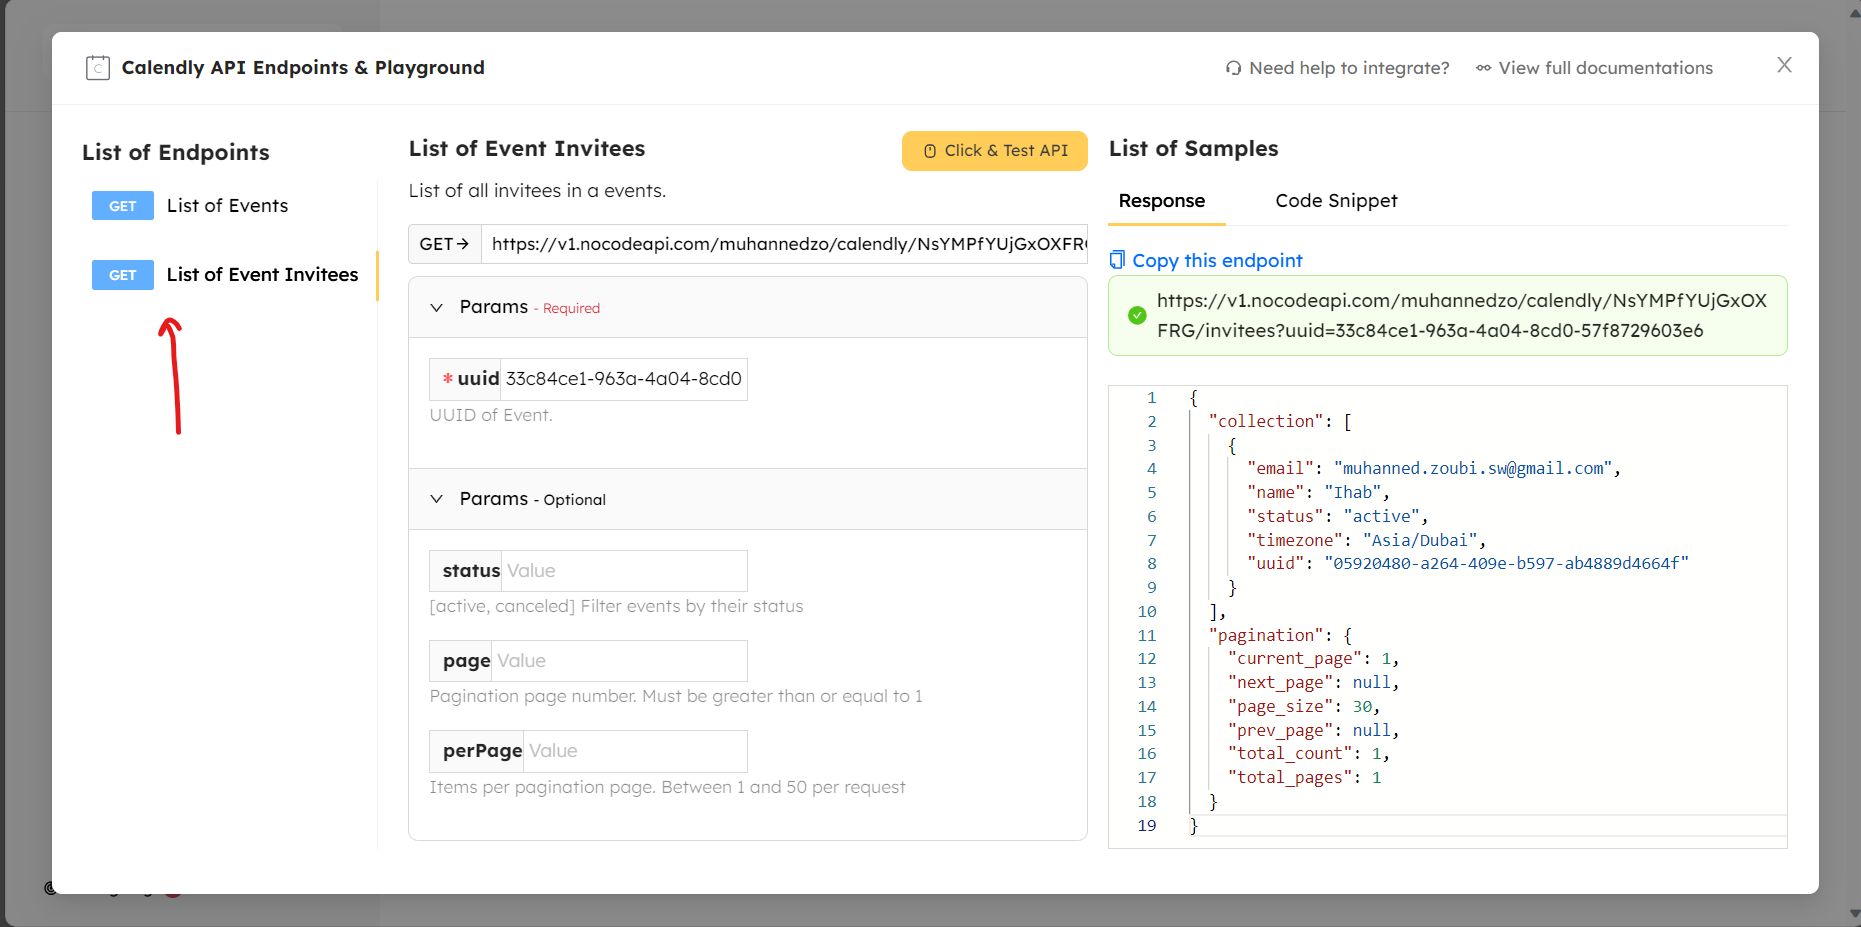 Calendly API Endpoints & Playground
Need help to integrate?
View full documentations
List of Endpoints
GET List of Events
GET List of Event Invitees
List of Event Invitees
Click & Test API
List of all invitees in a events.
GET→ https://v1.nocodeapi.com/muhannedzo/calendly/NsYMPfYUjGxOXFR
Params - Required
* uuid 33c84ce1-963a-4a04-8cd0
UUID of Event.
Params - Optional
status Value
[active, canceled] Filter events by their status
page Value
Pagination page number. Must be greater than or equal to 1
perPage Value
Items per pagination page. Between 1 and 50 per request
List of Samples
Response Code Snippet
Copy this endpoint
https://v1.nocodeapi.com/muhannedzo/calendly/NsYMPfYUjGxOX
FRG/invitees?uuid=33c84ce1-963a-4a04-8cd0-57f8729603e6
1 {
2 "collection": [
3 {
4 "email": "muhanned.zoubi.sw@gmail.com",
5 "name": "Ihab",
6 "status": "active",
7 "timezone": "Asia/Dubai",
8 "uuid": "05920480-a264-409e-b597-ab4889d4664f"
9 }
10 ],
11 "pagination": {
12 "current_page": 1,
13 "next_page": null,
14 "page_size": 30,
15 "prev_page": null,
16 "total_count": 1,
17 "total_pages": 1
18 }
19 }